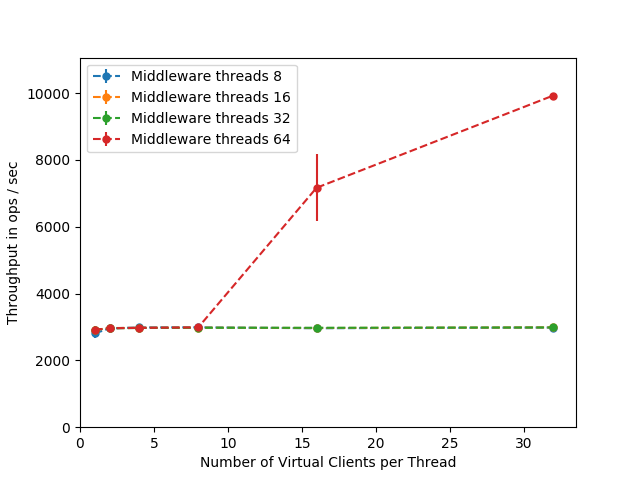 Middleware threads 8
Middleware threads 16
Middleware threads 32
Middleware threads 64
10000
8000
6000
4000
2000
0
Throughput in ops / sec
0 5 10 15 20 25 30
Number of Virtual Clients per Thread